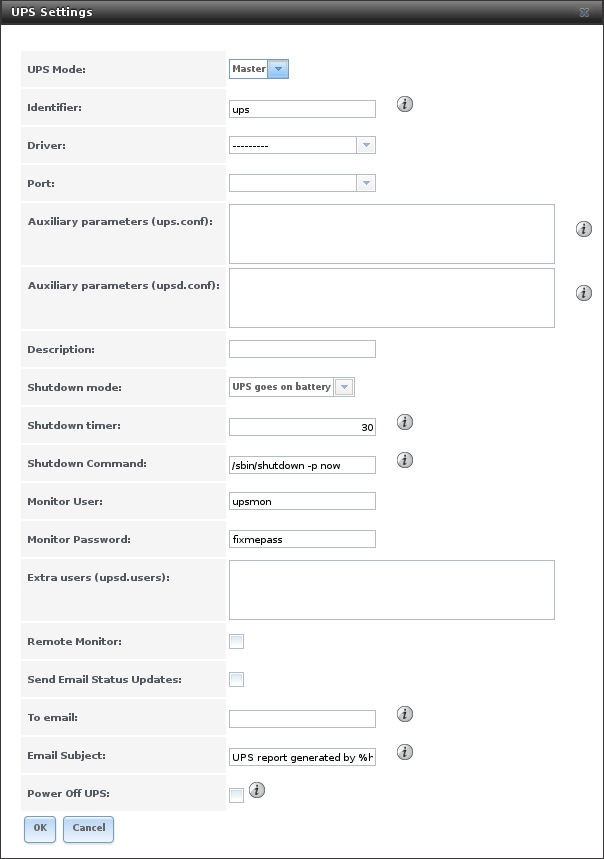 UPS Settings
UPS Mode: Master
Identifier: ups
Driver: ---------
Port:
Auxiliary parameters (ups.conf):
Auxiliary parameters (upsd.conf):
Description:
Shutdown mode: UPS goes on battery
Shutdown timer: 30
Shutdown Command: /sbin/shutdown -p now
Monitor User: upsmon
Monitor Password: fixmepass
Extra users (upsd.users):
Remote Monitor:
Send Email Status Updates:
To email:
Email Subject: UPS report generated by %h
Power Off UPS:
OK Cancel